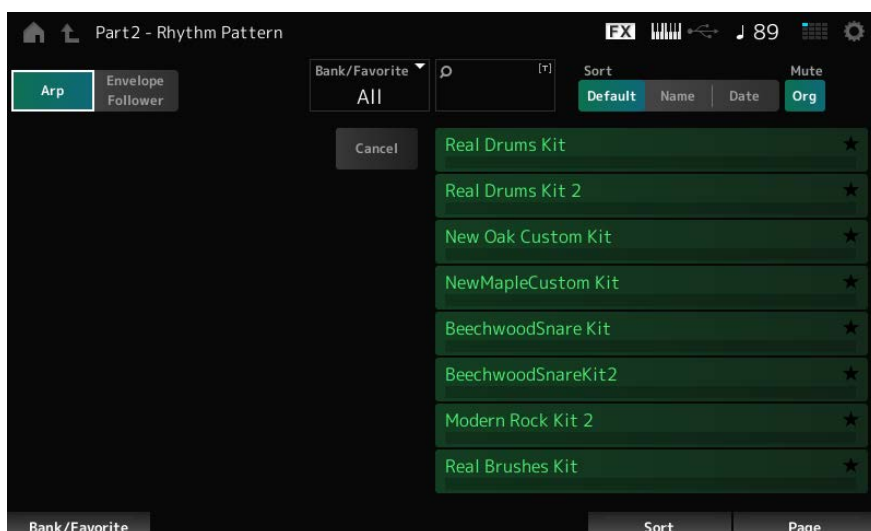 Part2 - Rhythm Pattern
FX
♩ 89
Arp
Envelope
Follower
Bank/Favorite
All
[T]
Sort
Default
Name
Date
Mute
Org
Cancel
Real Drums Kit
Real Drums Kit 2
New Oak Custom Kit
NewMapleCustom Kit
BeechwoodSnare Kit
BeechwoodSnareKit2
Modern Rock Kit 2
Real Brushes Kit
Bank/Favorite
Sort
Page